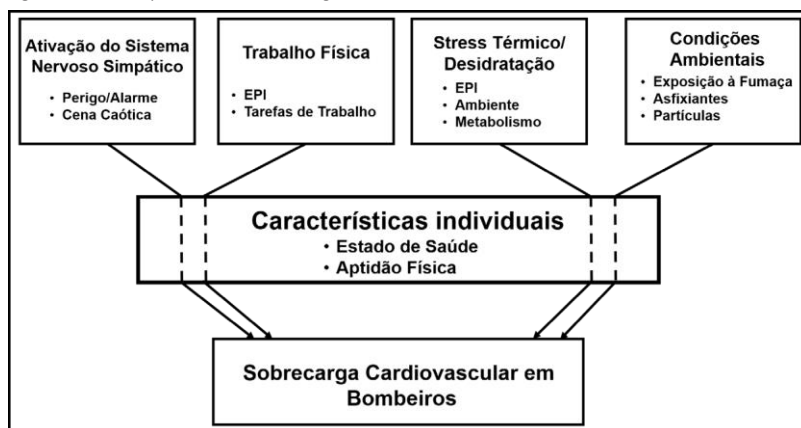 Ativação do Sistema
Nervoso Simpático
• Perigo/Alarme
• Cena Caótica
Trabalho Física
• EPI
• Tarefas de Trabalho
Stress Térmico/
Desidratação
• EPI
• Ambiente
• Metabolismo
Condições
Ambientais
• Exposição à Fumaça
• Asfixiantes
• Partículas
Características individuais
• Estado de Saúde
• Aptidão Física
Sobrecarga Cardiovascular em
Bombeiros